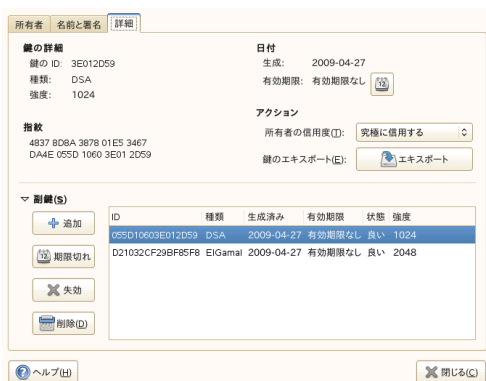 所有者 名前と署名 詳細
鍵の詳細
鍵の ID: 3E012D59
種類: DSA
強度: 1024
指紋
4837 8D8A 3878 01E5 3467
DA4E 055D 1060 3E01 2D59
日付
生成: 2009-04-27
有効期限: 有効期限なし 12
アクション
所有者の信用度(T): 究極に信用する
鍵のエキスポート(E): エキスポート
副鍵(S)
追加
12 期限切れ
失効
削除(D)
ID 種類 生成済み 有効期限 状態 強度
055D10603E012D59 DSA 2009-04-27 有効期限なし 良い 1024
D21032CF29BF85F8 ElGamal 2009-04-27 有効期限なし 良い 2048
ヘルプ(H) 閉じる(C)